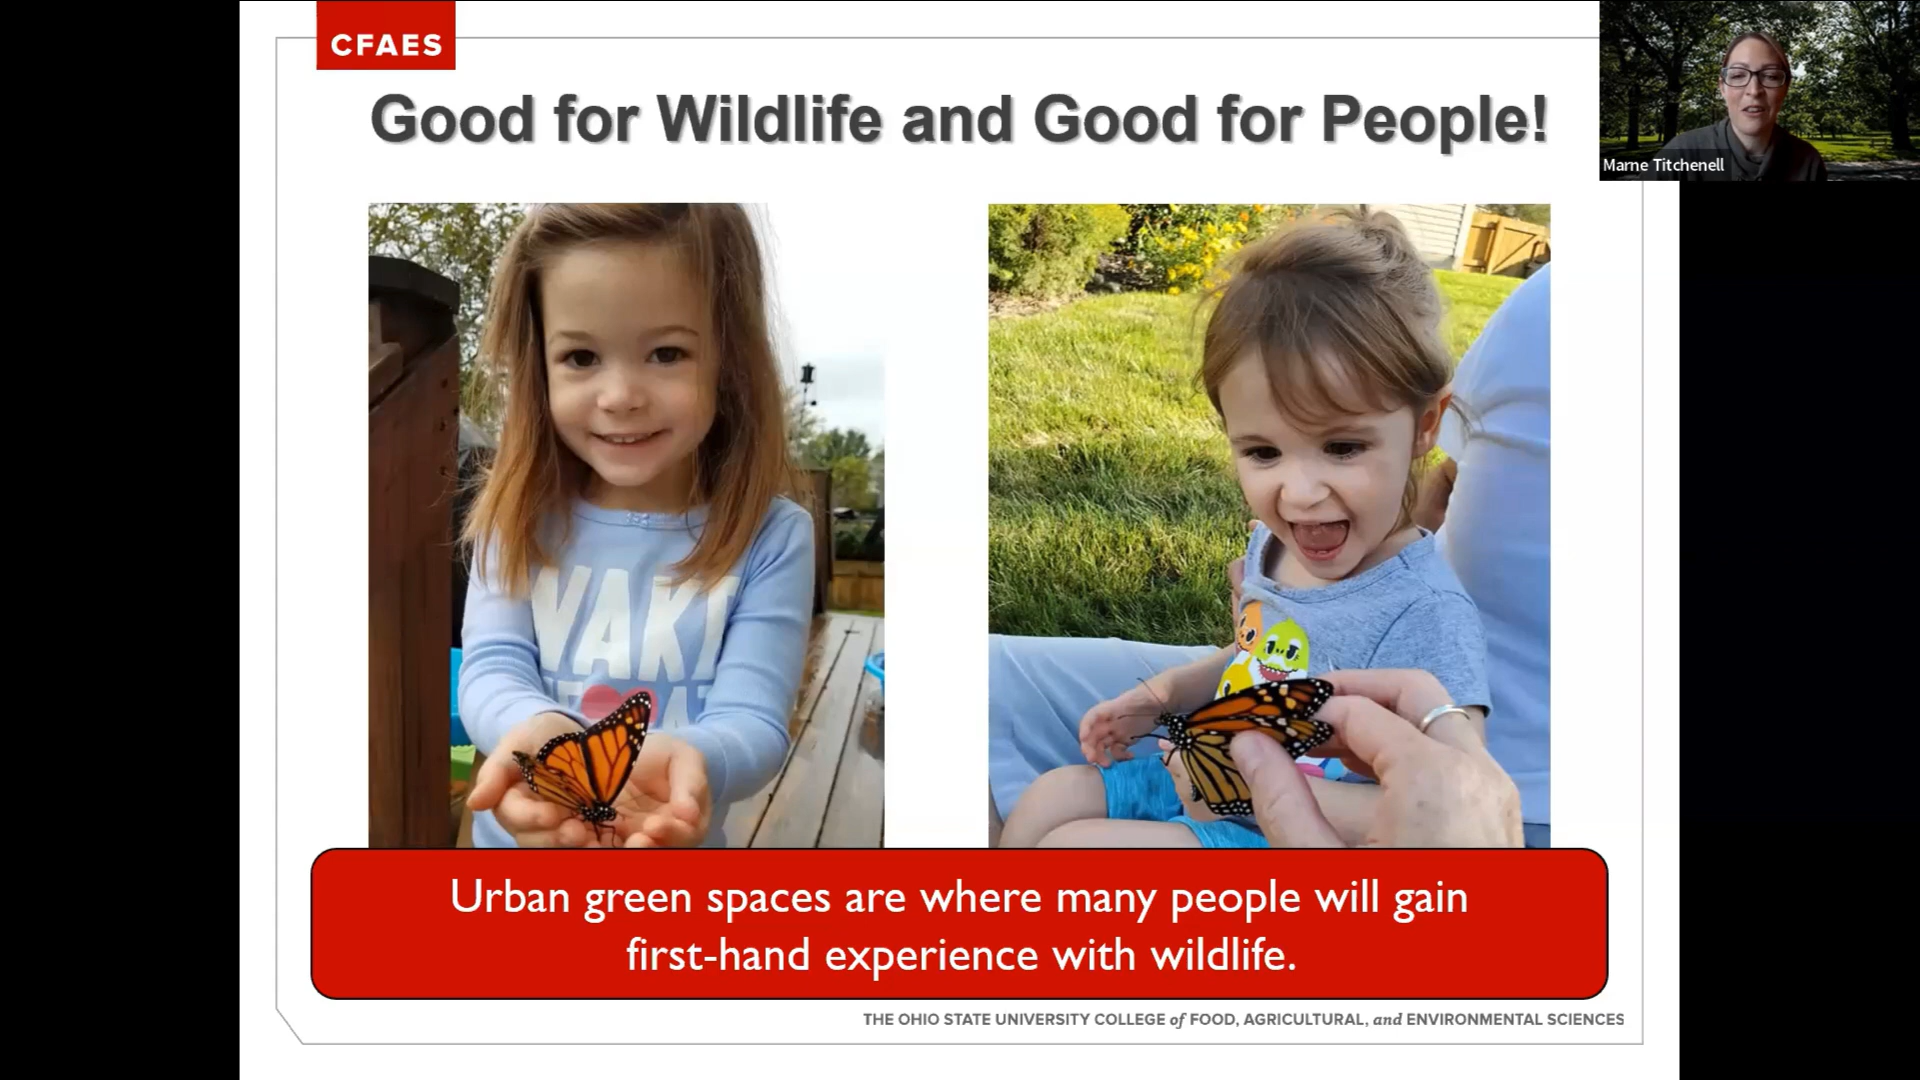 CFAES
Good for Wildlife and Good for People!
Marne Titchenell
WAKE
Urban green spaces are where many people will gain
first-hand experience with wildlife.
THE OHIO STATE UNIVERSITY COLLEGE of FOOD, AGRICULTURAL, and ENVIRONMENTAL SCIENCES